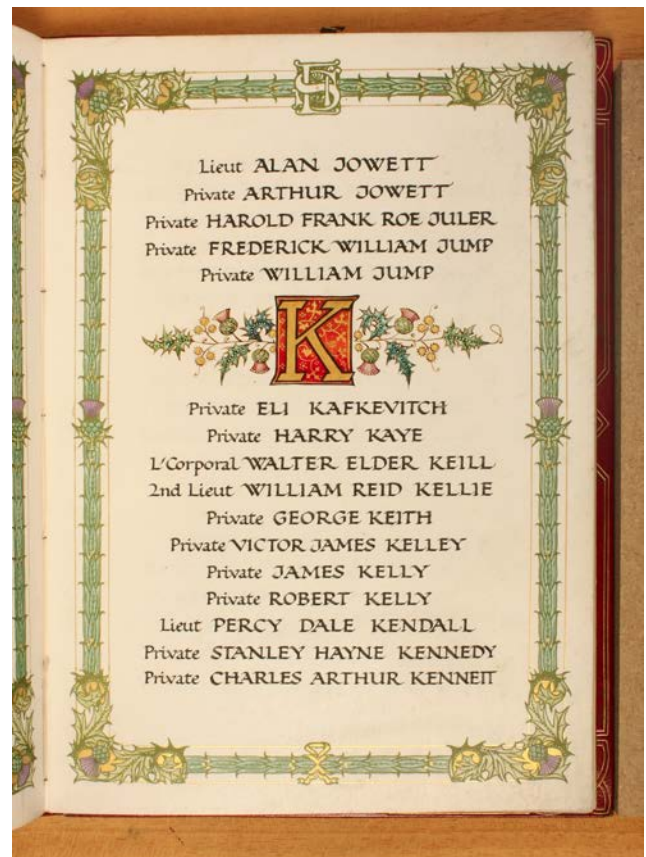 Lieut ALAN JOWETT
Private ARTHUR JOWETT
Private HAROLD FRANK ROE JULER
Private FREDERICK WILLIAM JUMP
Private WILLIAM JUMP
K
Private ELI KAFKEVITCH
Private HARRY KAYE
L'Corporal WALTER ELDER KEILL
2nd Lieut WILLIAM REID KELLIE
Private GEORGE KEITH
Private VICTOR JAMES KELLEY
Private JAMES KELLY
Private ROBERT KELLY
Lieut PERCY DALE KENDALL
Private STANLEY HAYNE KENNEDY
Private CHARLES ARTHUR KENNETT